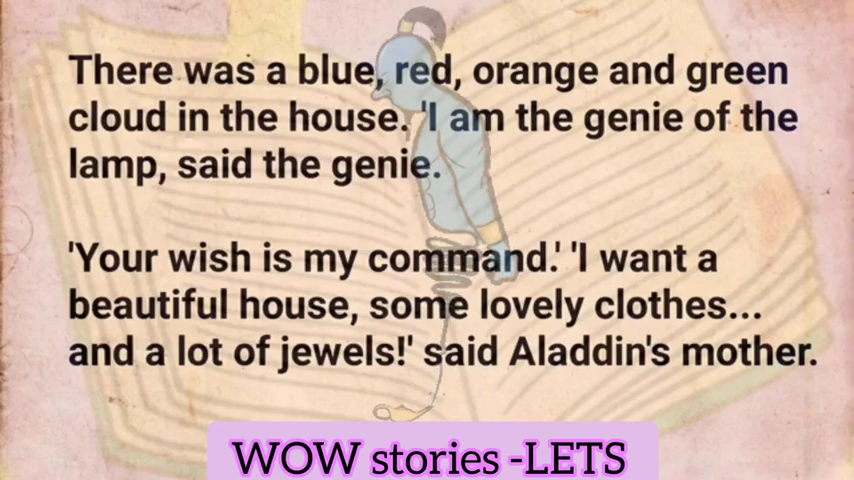 There was a blue, red, orange and green
cloud in the house. 'I am the genie of the
lamp, said the genie.
'Your wish is my command.' 'I want a
beautiful house, some lovely clothes...
and a lot of jewels!' said Aladdin's mother.
WOW stories -LETS